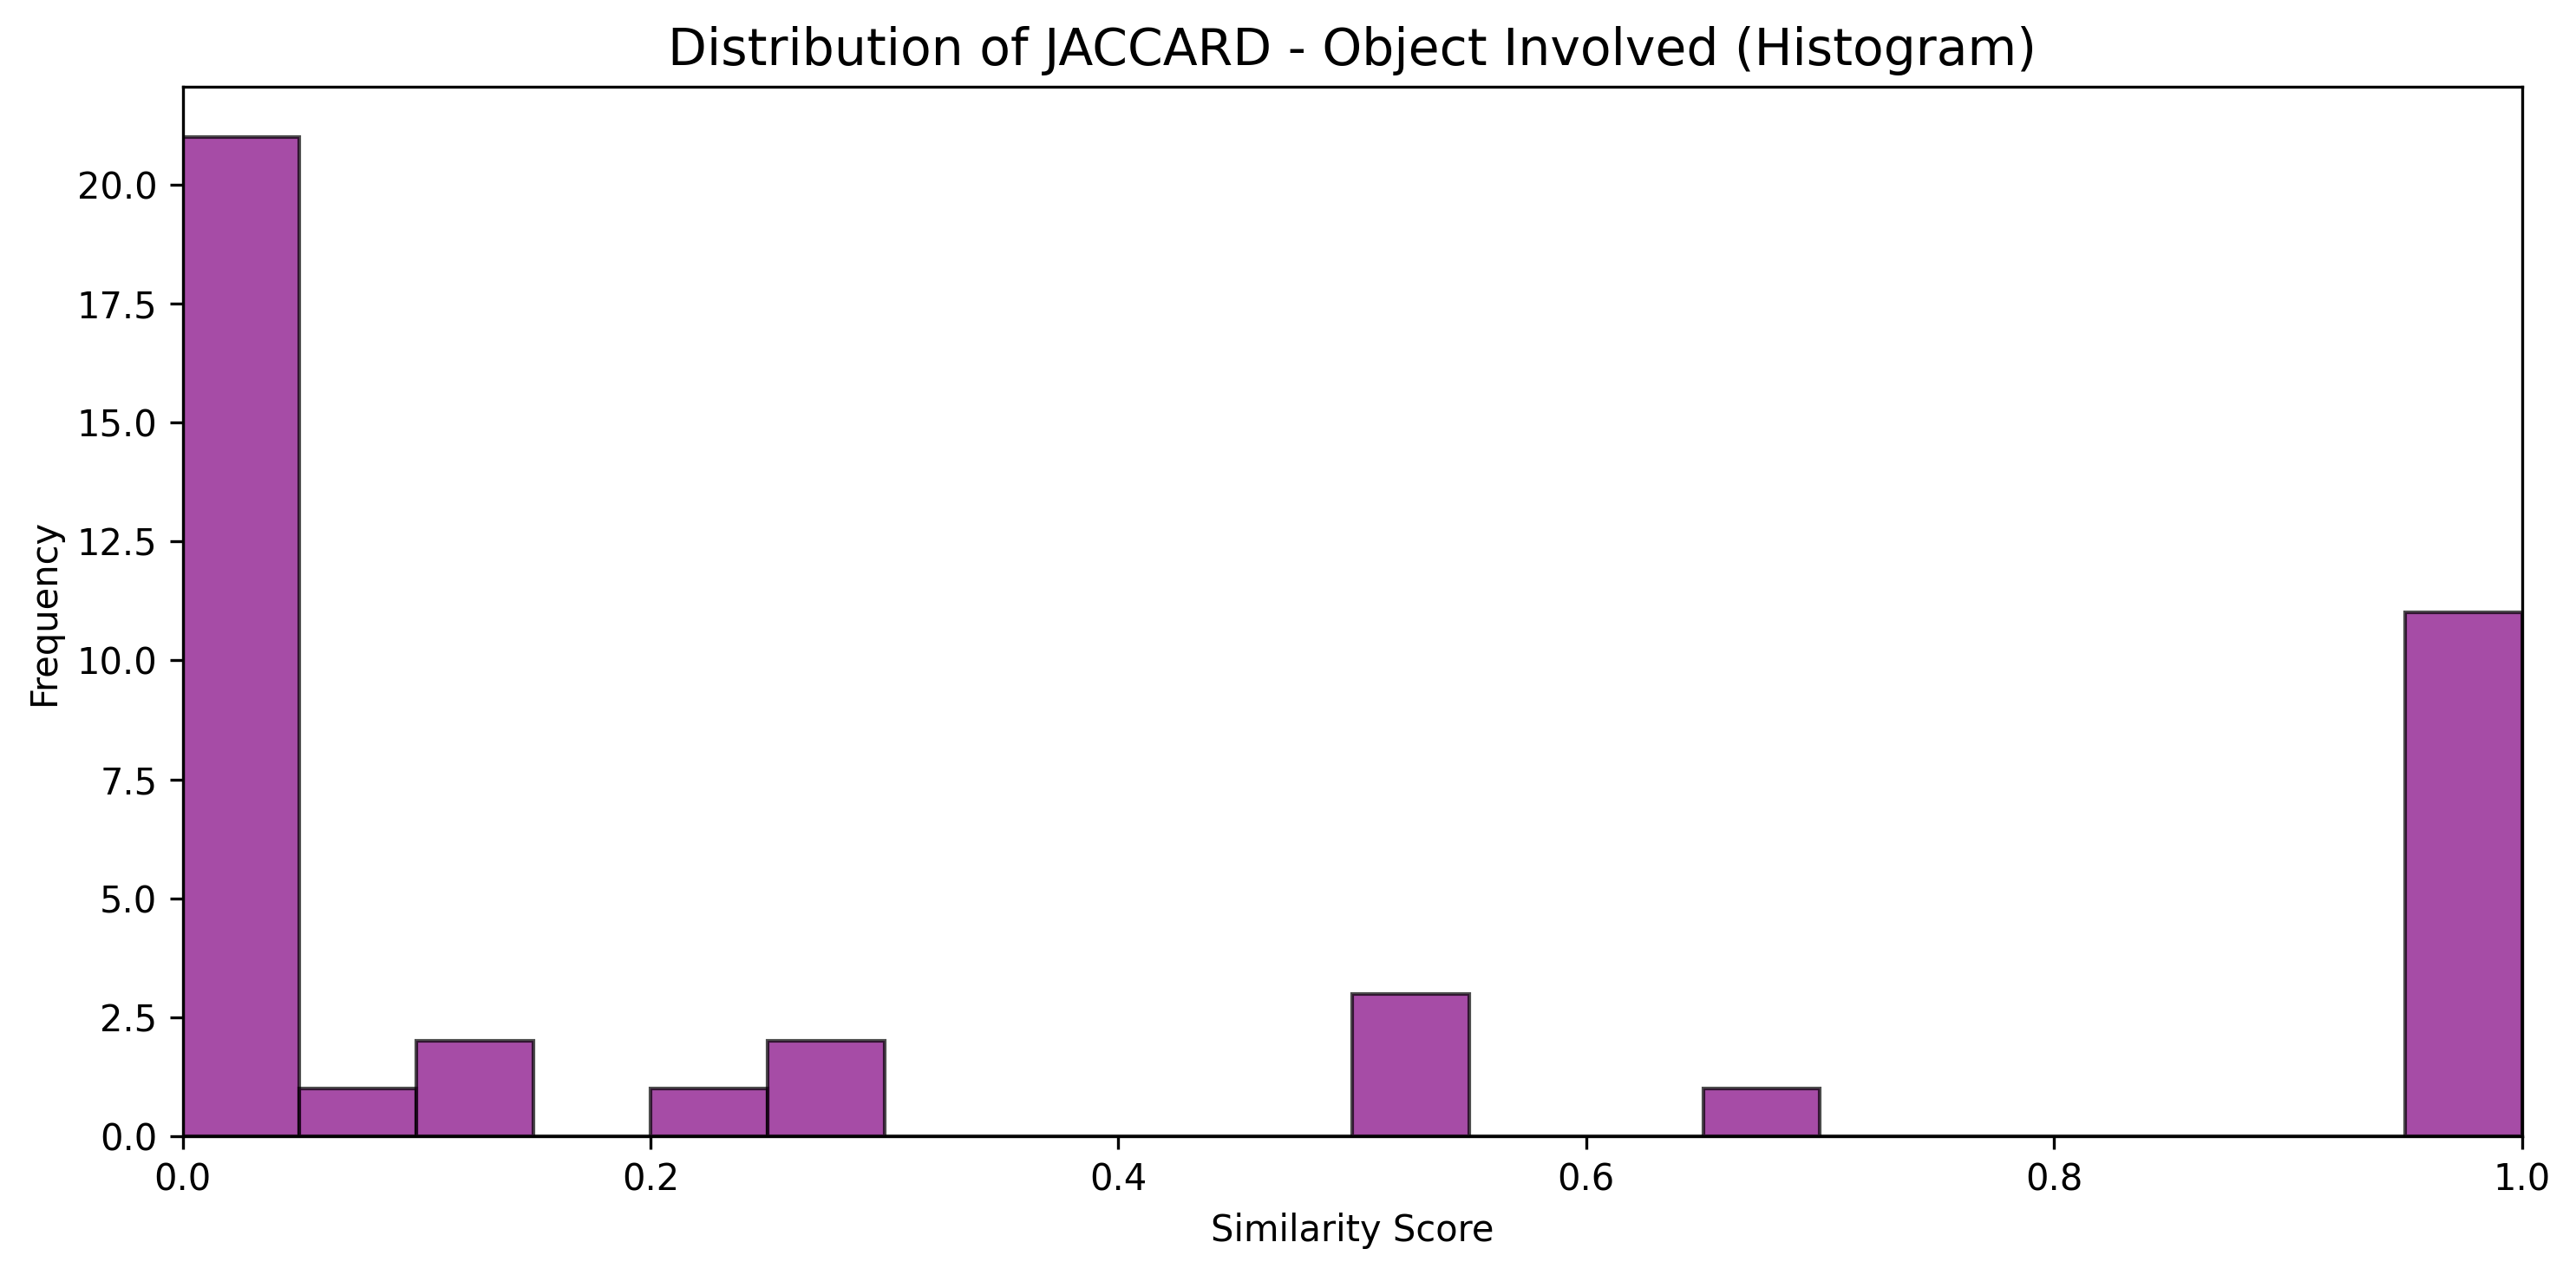 Distribution of JACCARD - Object Involved (Histogram)
20.0
17.5
15.0
12.5
10.0
7.5
5.0
2.5
0.0
Frequency
0.0 0.2 0.4 0.6 0.8 1.0
Similarity Score